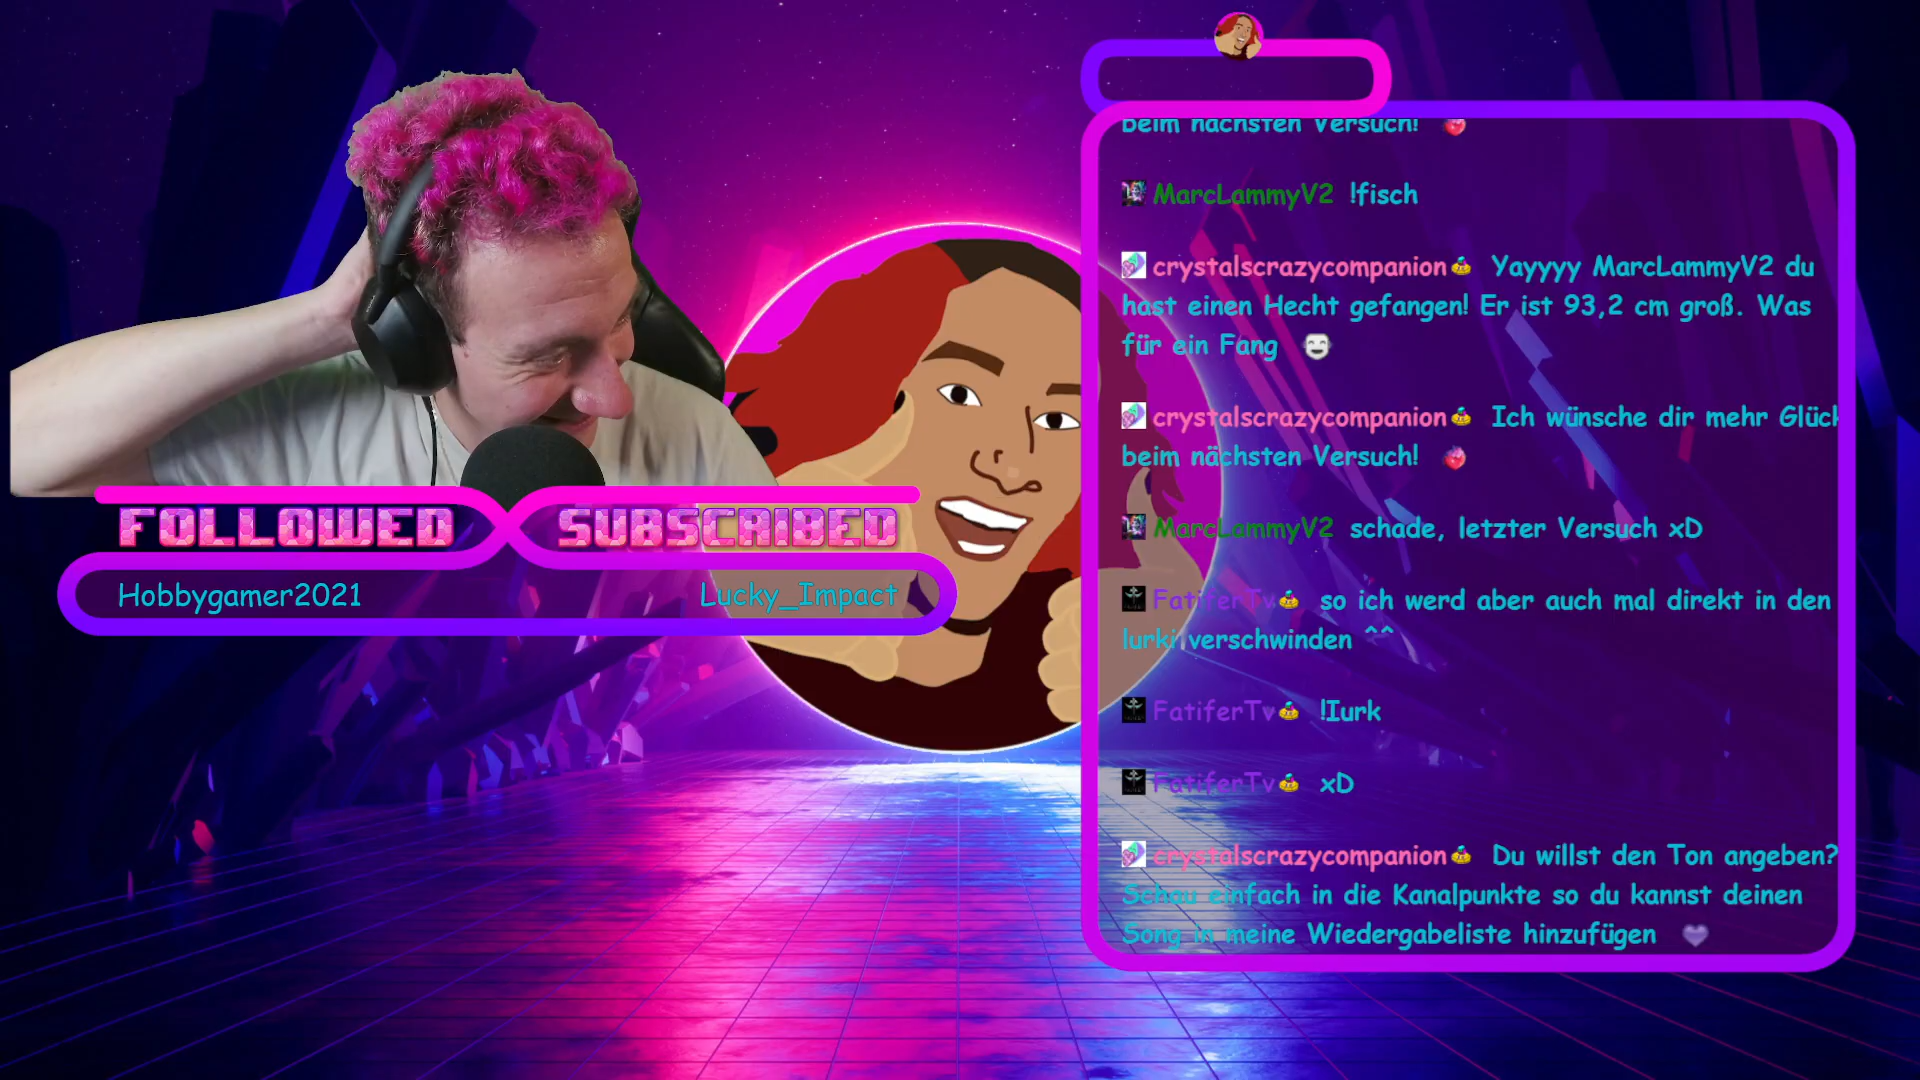 beim nächsten Versuch!
MarcLammyV2 !fisch
crystalscrazycompanion Yayyyy MarcLammyV2 du
hast einen Hecht gefangen! Er ist 93,2 cm groß. Was
für ein Fang
crystalscrazycompanion Ich wünsche dir mehr Glück
beim nächsten Versuch!
MarcLammyV2 schade, letzter Versuch xD
FatiferTv so ich werd aber auch mal direkt in den
lurki verschwinden ^^
FatiferTv !Iurk
FatiferTv xD
crystalscrazycompanion Du willst den Ton angeben?
Schau einfach in die Kanalpunkte so du kannst deinen
Song in meine Wiedergabeliste hinzufügen
FOLLOWED SUBSCRIBED
Hobbygamer2021 Lucky_Impact